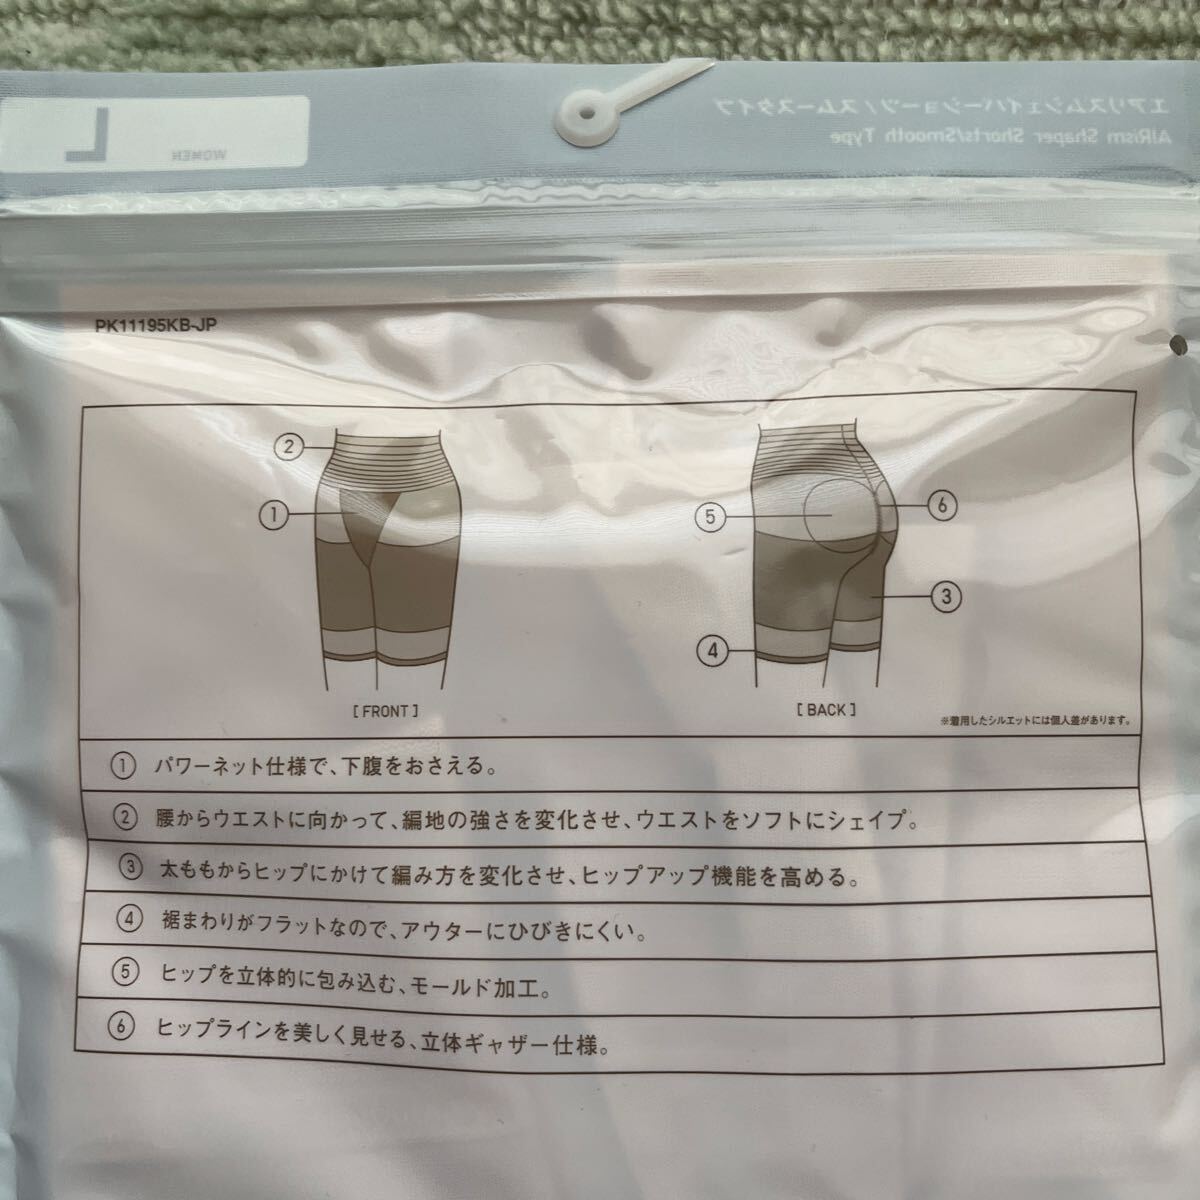 L
WOMEN
エアリズムシェイパーショーツ/スムースタイプ
AIRism Shaper Shorts/Smooth Type
PK11195KB-JP
②
①
⑤
⑥
③
④
[FRONT]
[BACK]
※着用したシルエットには個人差があります。
① パワーネット仕様で、下腹をおさえる。
② 腰からウエストに向かって、編地の強さを変化させ、ウエストをソフトにシェイプ。
③ 太ももからヒップにかけて編み方を変化させ、ヒップアップ機能を高める。
④ 裾まわりがフラットなので、アウターにひびきにくい。
⑤ ヒップを立体的に包み込む、モールド加工。
⑥ ヒップラインを美しく見せる、立体ギャザー仕様。